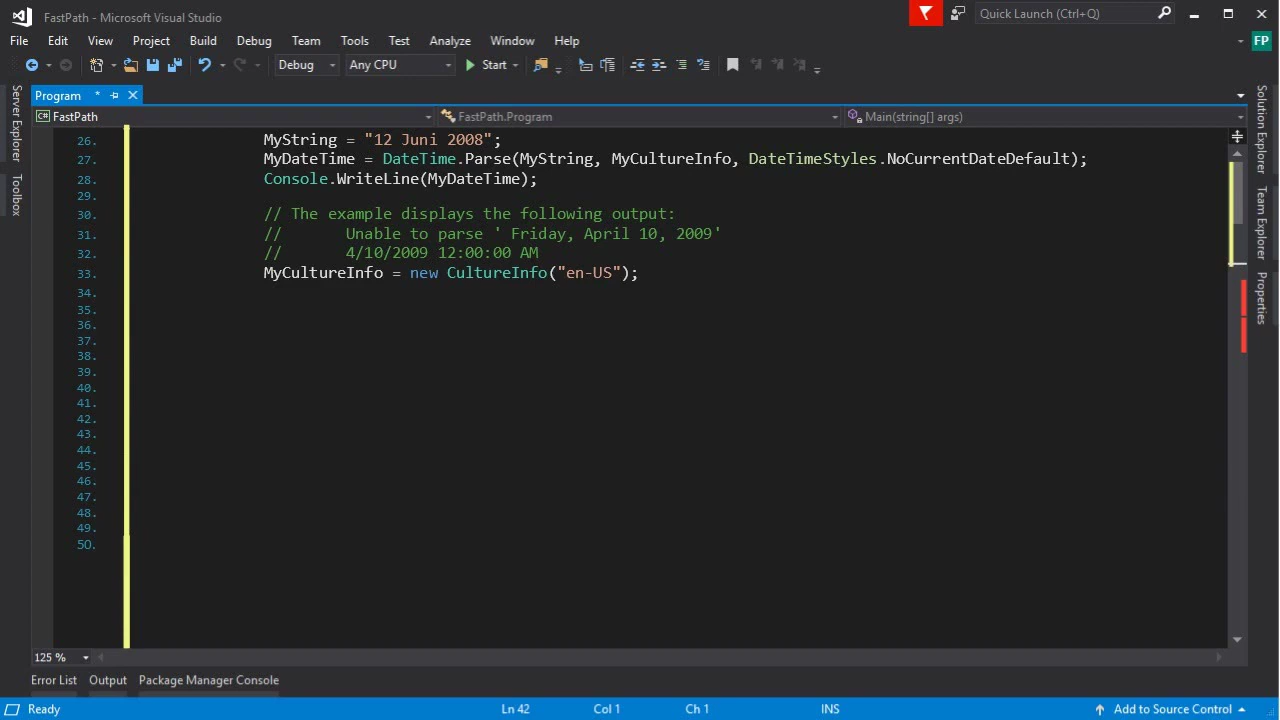 FastPath - Microsoft Visual Studio
Quick Launch (Ctrl+Q)
File Edit View Project Build Debug Team Tools Test Analyze Window Help
FP
Debug Any CPU Start
Program *
C# FastPath FastPath.Program Main(string[] args)
Server Explorer
Toolbox
Solution Explorer
Team Explorer
Properties
26. MyString = "12 Juni 2008";
27. MyDateTime = DateTime.Parse(MyString, MyCultureInfo, DateTimeStyles.NoCurrentDateDefault);
28. Console.WriteLine(MyDateTime);
29.
30. // The example displays the following output:
31. // Unable to parse ' Friday, April 10, 2009'
32. // 4/10/2009 12:00:00 AM
33. MyCultureInfo = new CultureInfo("en-US");
34.
35.
36.
37.
38.
39.
40.
41.
42.
43.
44.
45.
46.
47.
48.
49.
50.
125 %
Error List Output Package Manager Console
Ready Ln 42 Col 1 Ch 1 INS Add to Source Control